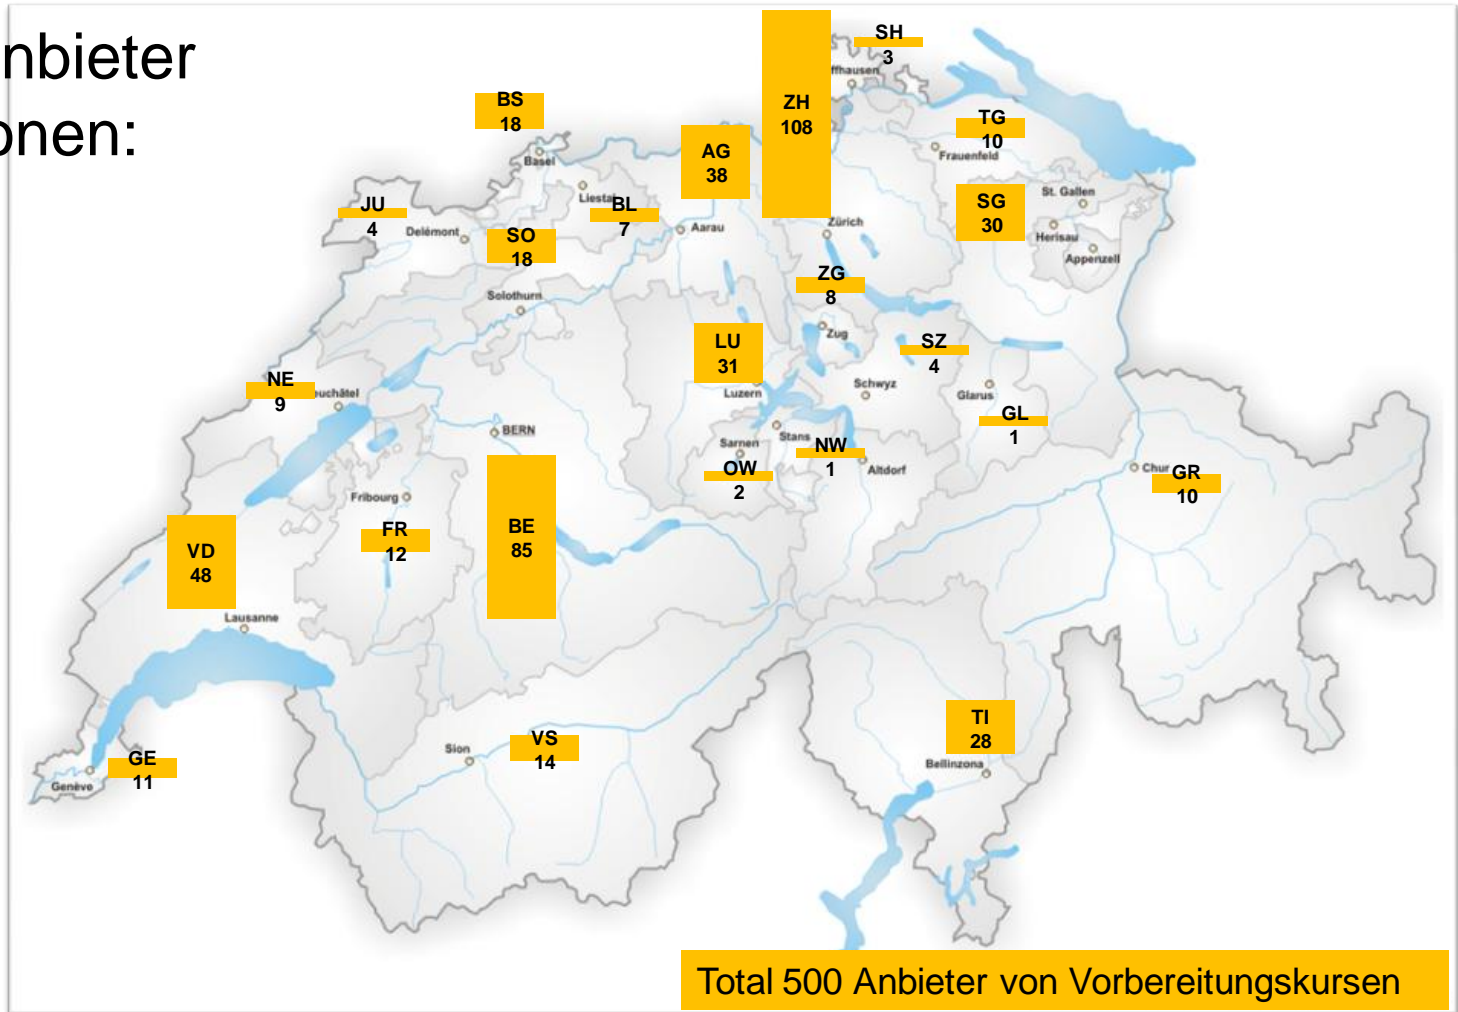 nbieter
onen:
SH
3
ffhausen
ZH
108
BS
18
Basel
TG
10
Frauenfeld
AG
38
Liestal
BL
7
JU
4
Delémont
SO
18
Aarau
Zürich
SG
30
St. Gallen
Herisau
Appenzell
Solothurn
ZG
8
Zug
LU
31
Luzern
SZ
4
Schwyz
Glarus
GL
1
NE
9
euchâtel
BERN
Sarnen
Stans
OW
2
NW
1
Altdorf
Chur
GR
10
Fribourg
FR
12
BE
85
VD
48
Lausanne
TI
28
Bellinzona
Sion
VS
14
GE
11
Genève
Total 500 Anbieter von Vorbereitungskursen